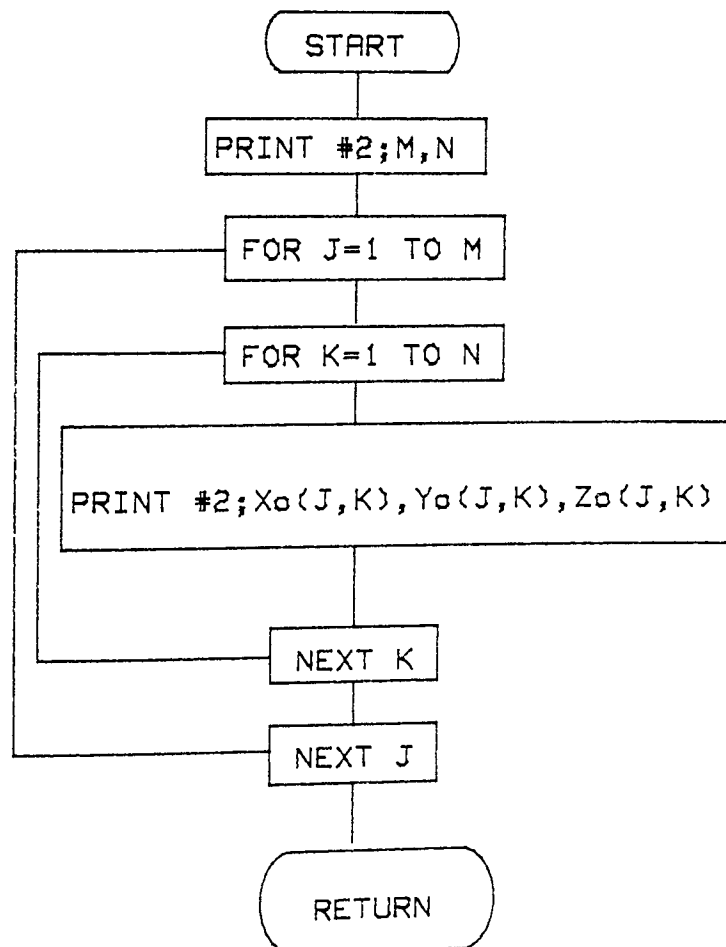 START
PRINT #2;M,N
FOR J=1 TO M
FOR K=1 TO N
PRINT #2;Xo(J,K),Yo(J,K),Zo(J,K)
NEXT K
NEXT J
RETURN